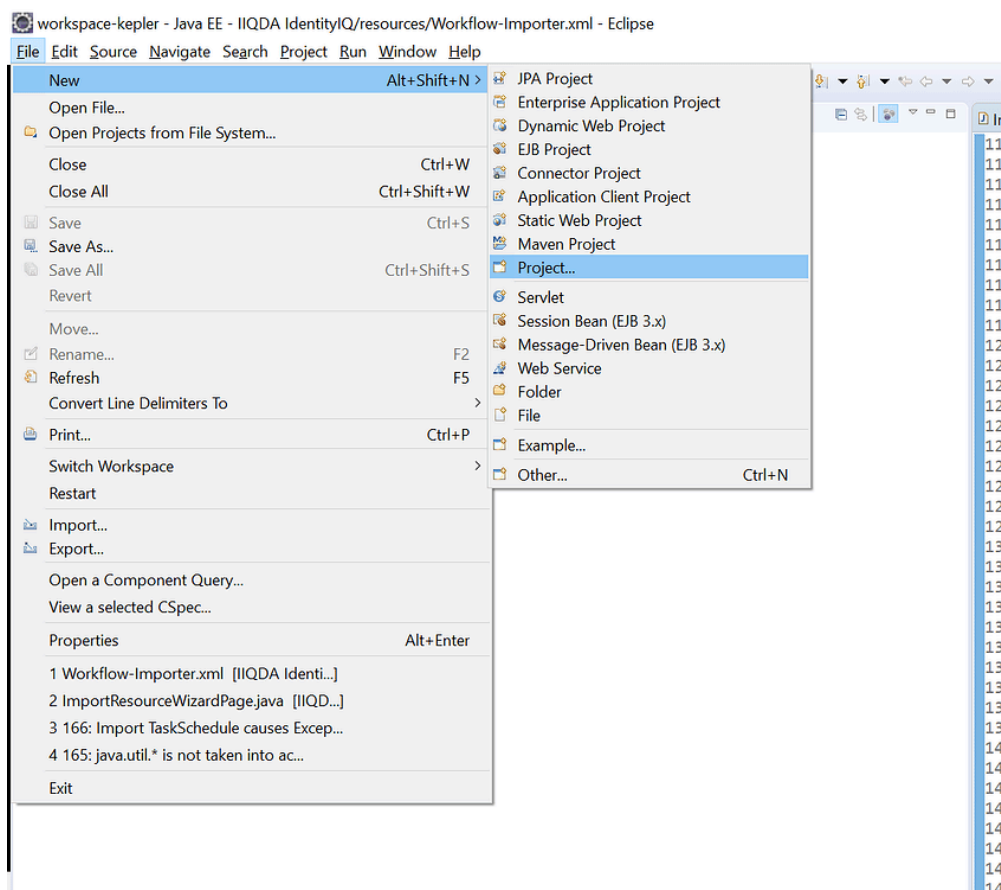 workspace-kepler - Java EE - IIQDA IdentityIQ/resources/Workflow-Importer.xml - Eclipse
File Edit Source Navigate Search Project Run Window Help
New Alt+Shift+N
Open File...
Open Projects from File System...
Close Ctrl+W
Close All Ctrl+Shift+W
Save Ctrl+S
Save As...
Save All Ctrl+Shift+S
Revert
Move...
Rename... F2
Refresh F5
Convert Line Delimiters To
Print... Ctrl+P
Switch Workspace
Restart
Import...
Export...
Open a Component Query...
View a selected CSpec...
Properties Alt+Enter
1 Workflow-Importer.xml [IIQDA Identi...]
2 ImportResourceWizardPage.java [IIQD...]
3 166: Import TaskSchedule causes Excep...
4 165: java.util.* is not taken into ac...
Exit
JPA Project
Enterprise Application Project
Dynamic Web Project
EJB Project
Connector Project
Application Client Project
Static Web Project
Maven Project
Project...
Servlet
Session Bean (EJB 3.x)
Message-Driven Bean (EJB 3.x)
Web Service
Folder
File
Example...
Other... Ctrl+N